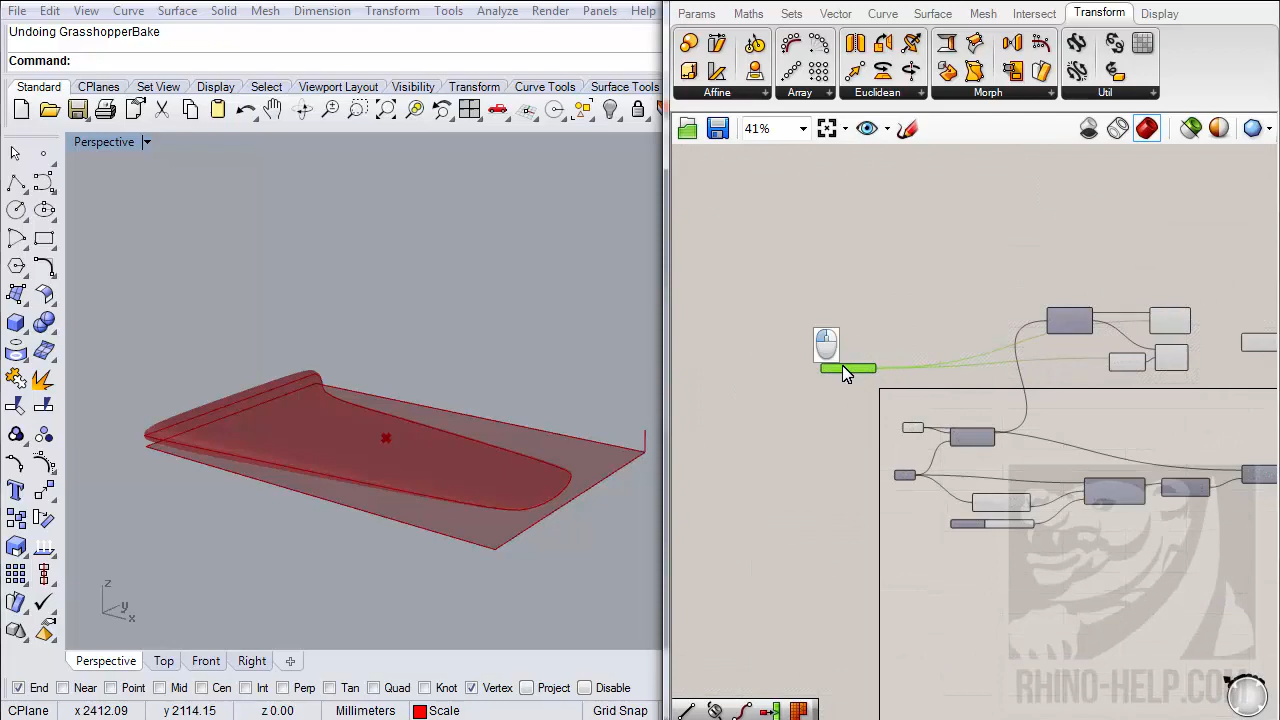 File Edit View Curve Surface Solid Mesh Dimension Transform Tools Analyze Render Panels Help
Undoing GrasshopperBake
Command:
Standard CPlanes Set View Display Select Viewport Layout Visibility Transform Curve Tools Surface Tools
Perspective
z
y
x
Perspective Top Front Right
End Near Point Mid Cen Int Perp Tan Quad Knot Vertex Project Disable
CPlane x 2412.09 y 2114.15 z 0.00 Millimeters Scale Grid Snap
Params Maths Sets Vector Curve Surface Mesh Intersect Transform Display
Affine Array Euclidean Morph Util
41%
RHINO-HELP.COM